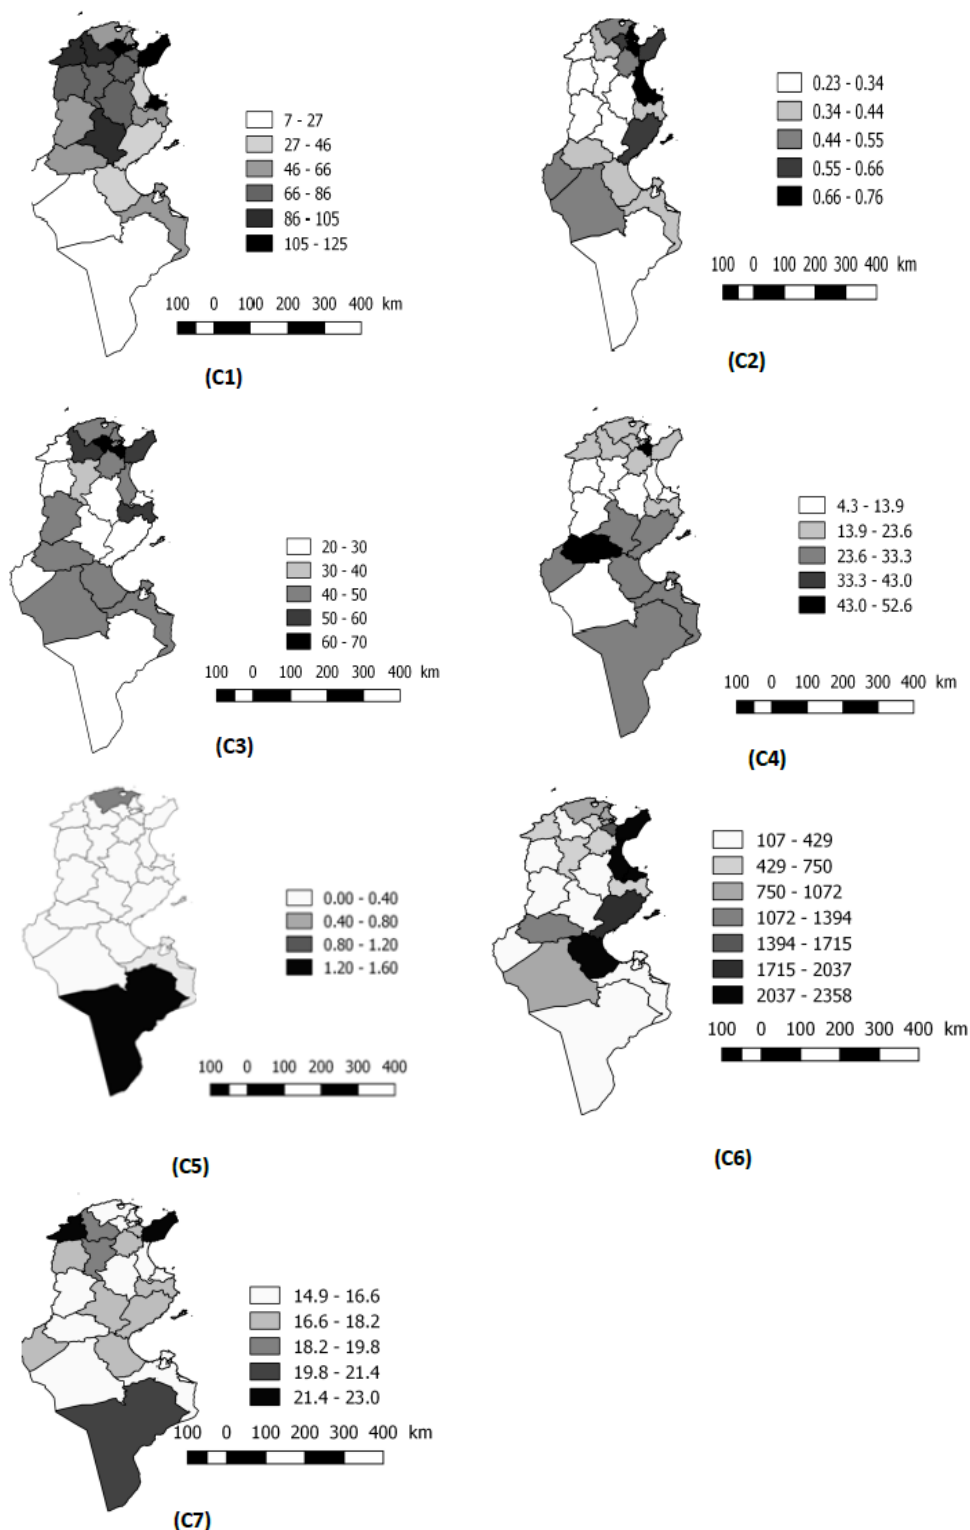 7 - 27
27 - 46
46 - 66
66 - 86
86 - 105
105 - 125
100 0 100 200 300 400 km
(C1)
0.23 - 0.34
0.34 - 0.44
0.44 - 0.55
0.55 - 0.66
0.66 - 0.76
100 0 100 200 300 400 km
(C2)
20 - 30
30 - 40
40 - 50
50 - 60
60 - 70
100 0 100 200 300 400 km
(C3)
4.3 - 13.9
13.9 - 23.6
23.6 - 33.3
33.3 - 43.0
43.0 - 52.6
100 0 100 200 300 400 km
(C4)
0.00 - 0.40
0.40 - 0.80
0.80 - 1.20
1.20 - 1.60
100 0 100 200 300 400
(C5)
107 - 429
429 - 750
750 - 1072
1072 - 1394
1394 - 1715
1715 - 2037
2037 - 2358
100 0 100 200 300 400 km
(C6)
14.9 - 16.6
16.6 - 18.2
18.2 - 19.8
19.8 - 21.4
21.4 - 23.0
100 0 100 200 300 400 km
(C7)